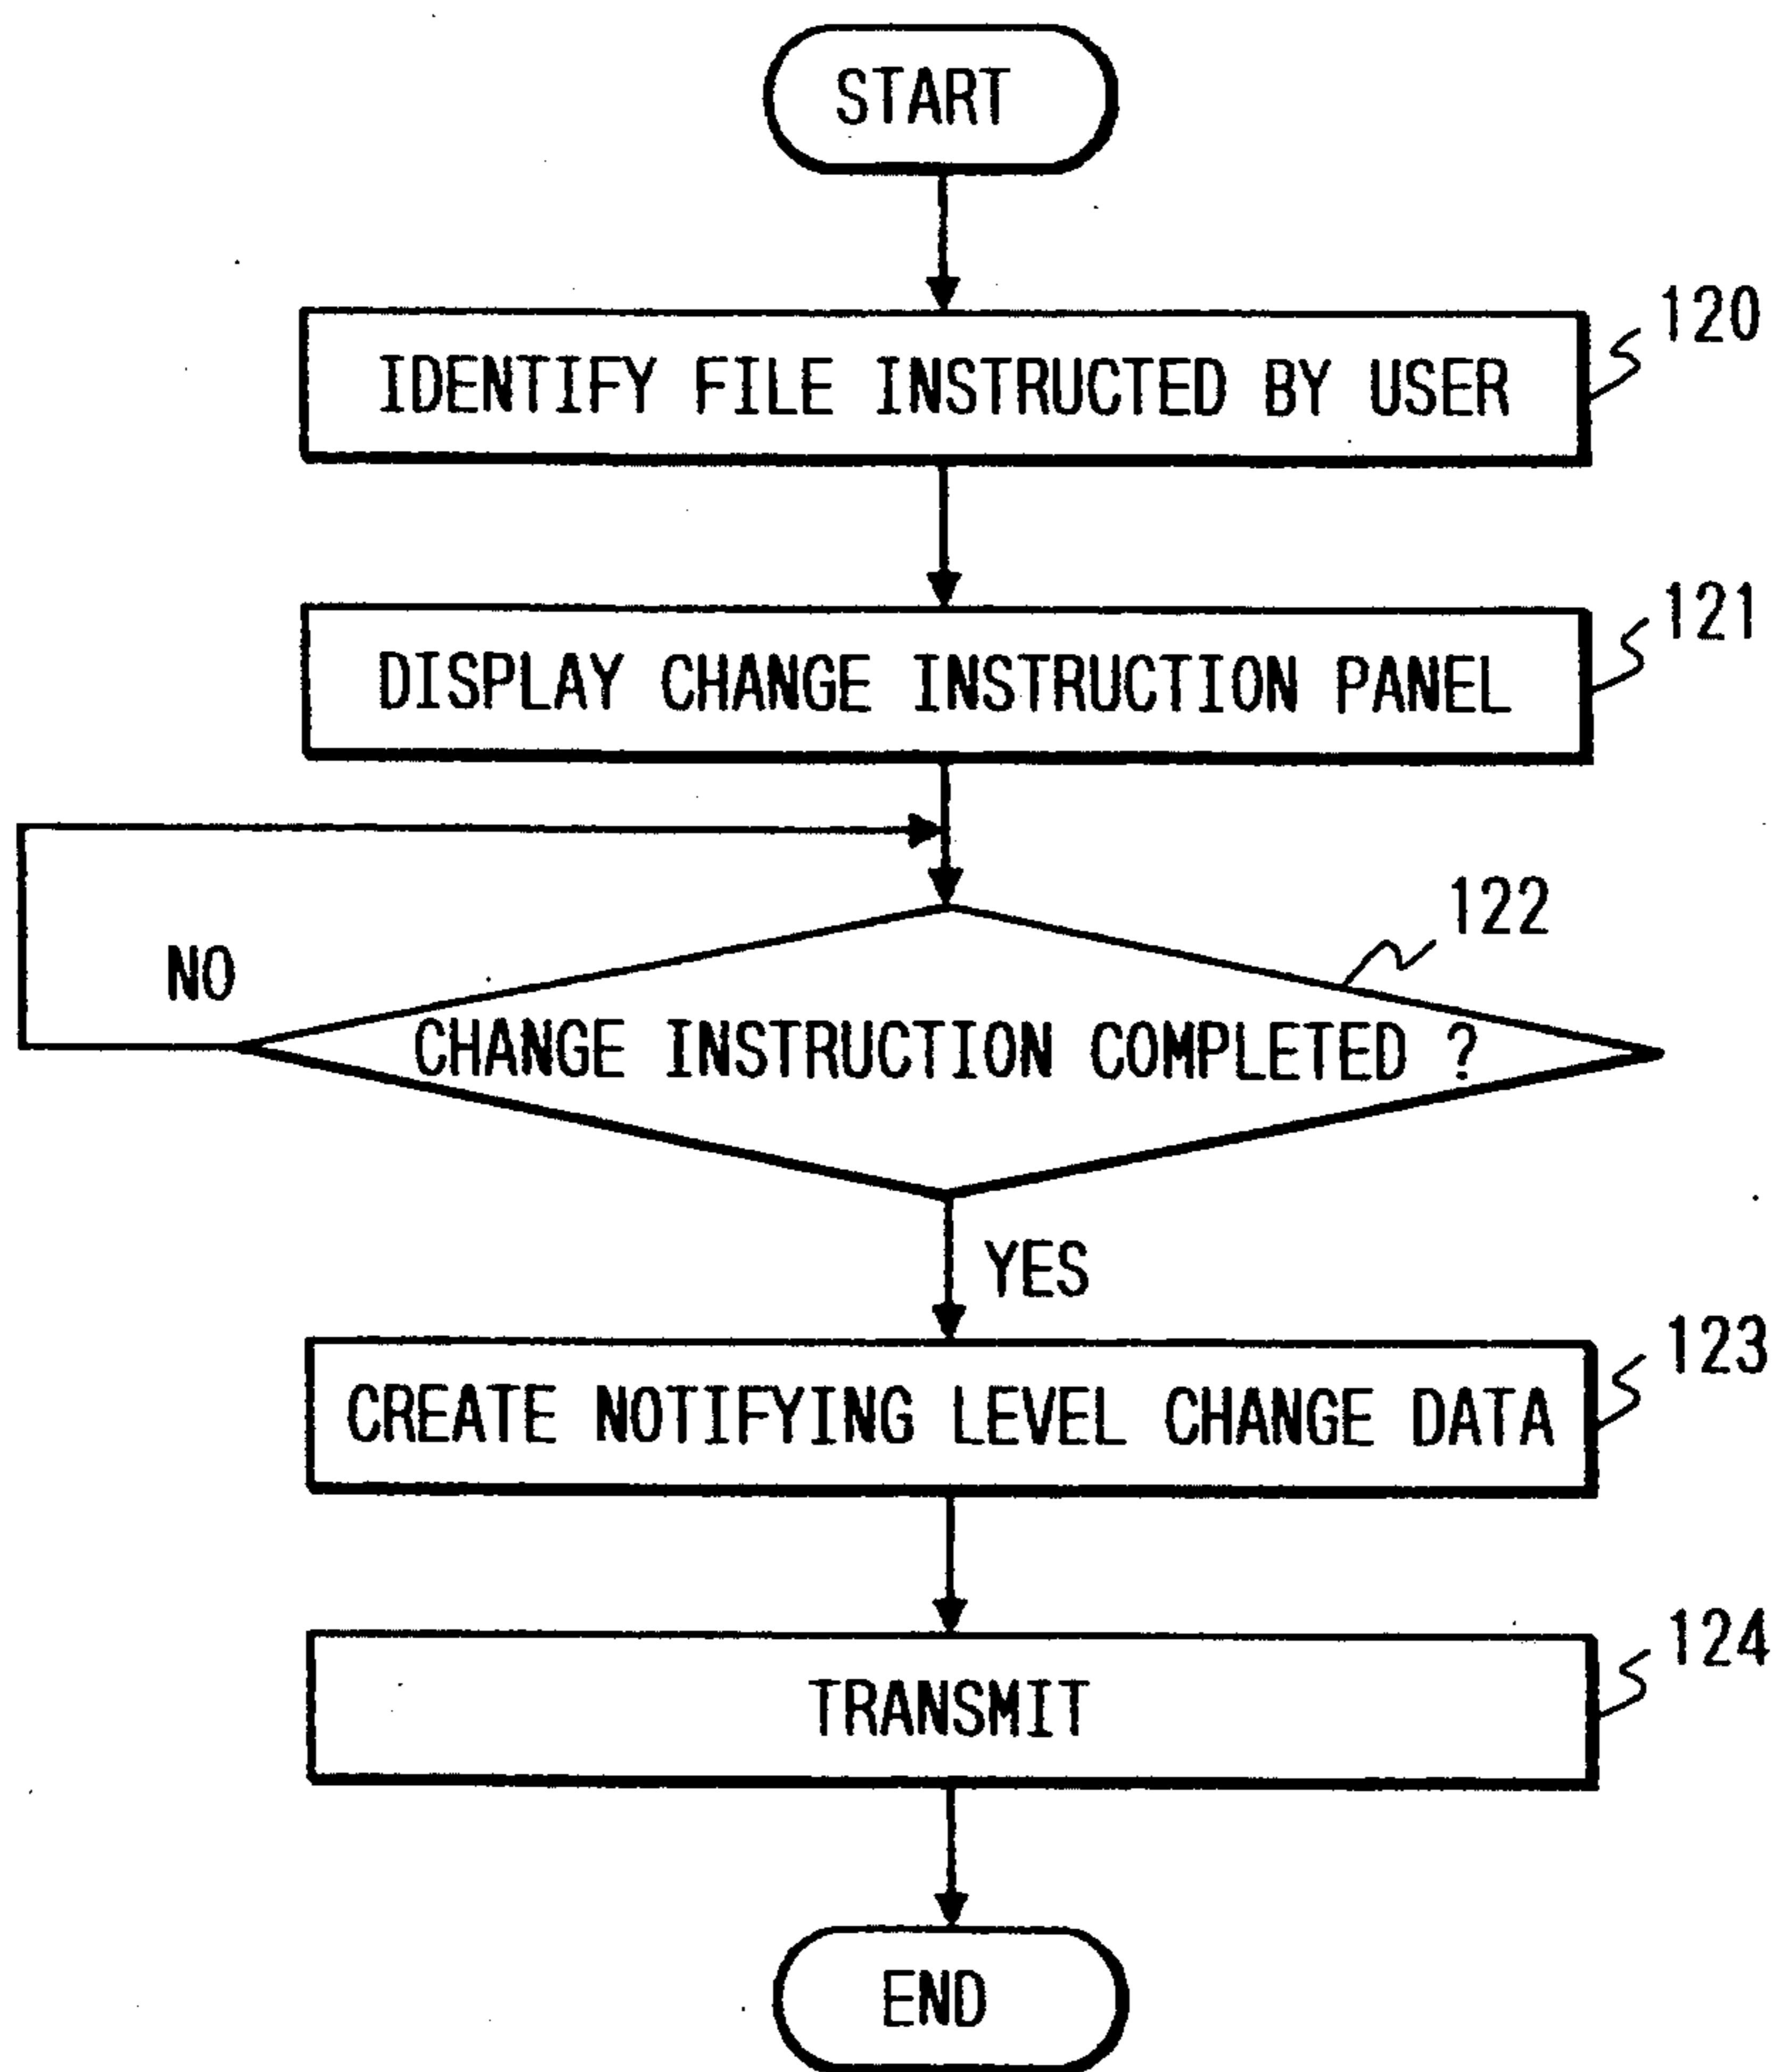 START
120
IDENTIFY FILE INSTRUCTED BY USER
121
DISPLAY CHANGE INSTRUCTION PANEL
122
NO
CHANGE INSTRUCTION COMPLETED ?
YES
123
CREATE NOTIFYING LEVEL CHANGE DATA
124
TRANSMIT
END